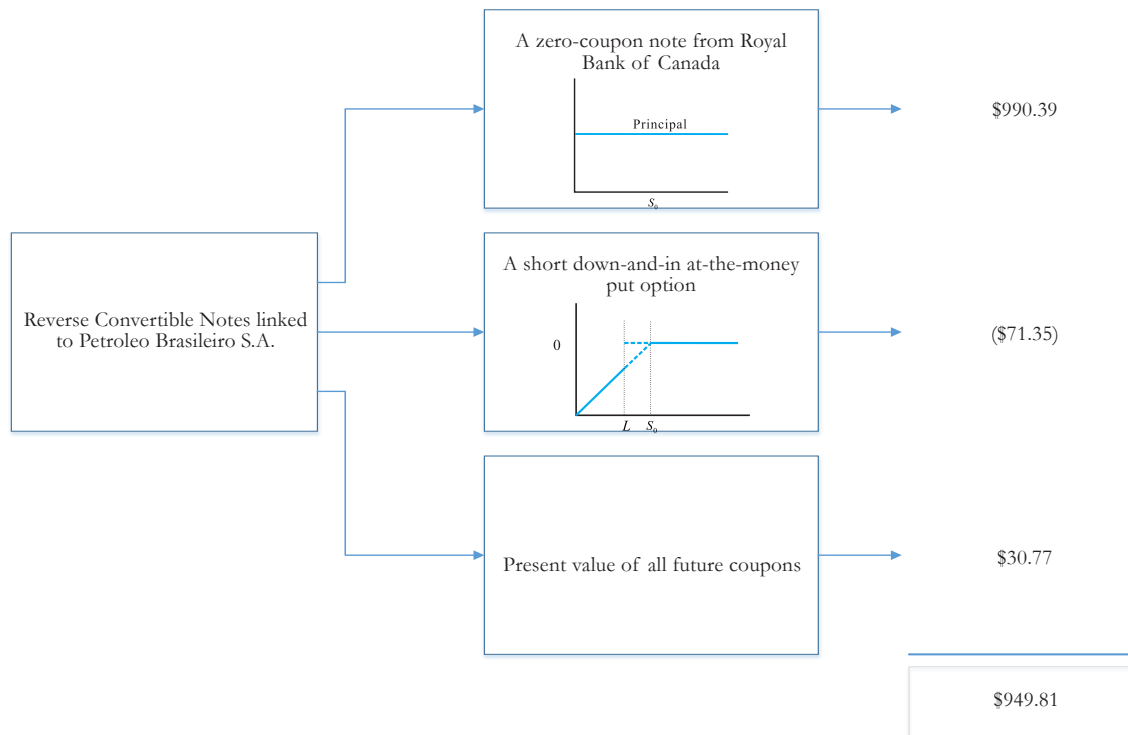 A zero-coupon note from Royal
Bank of Canada
Principal
S₀
$990.39
Reverse Convertible Notes linked
to Petroleo Brasileiro S.A.
A short down-and-in at-the-money
put option
0
L S₀
($71.35)
Present value of all future coupons
$30.77
$949.81